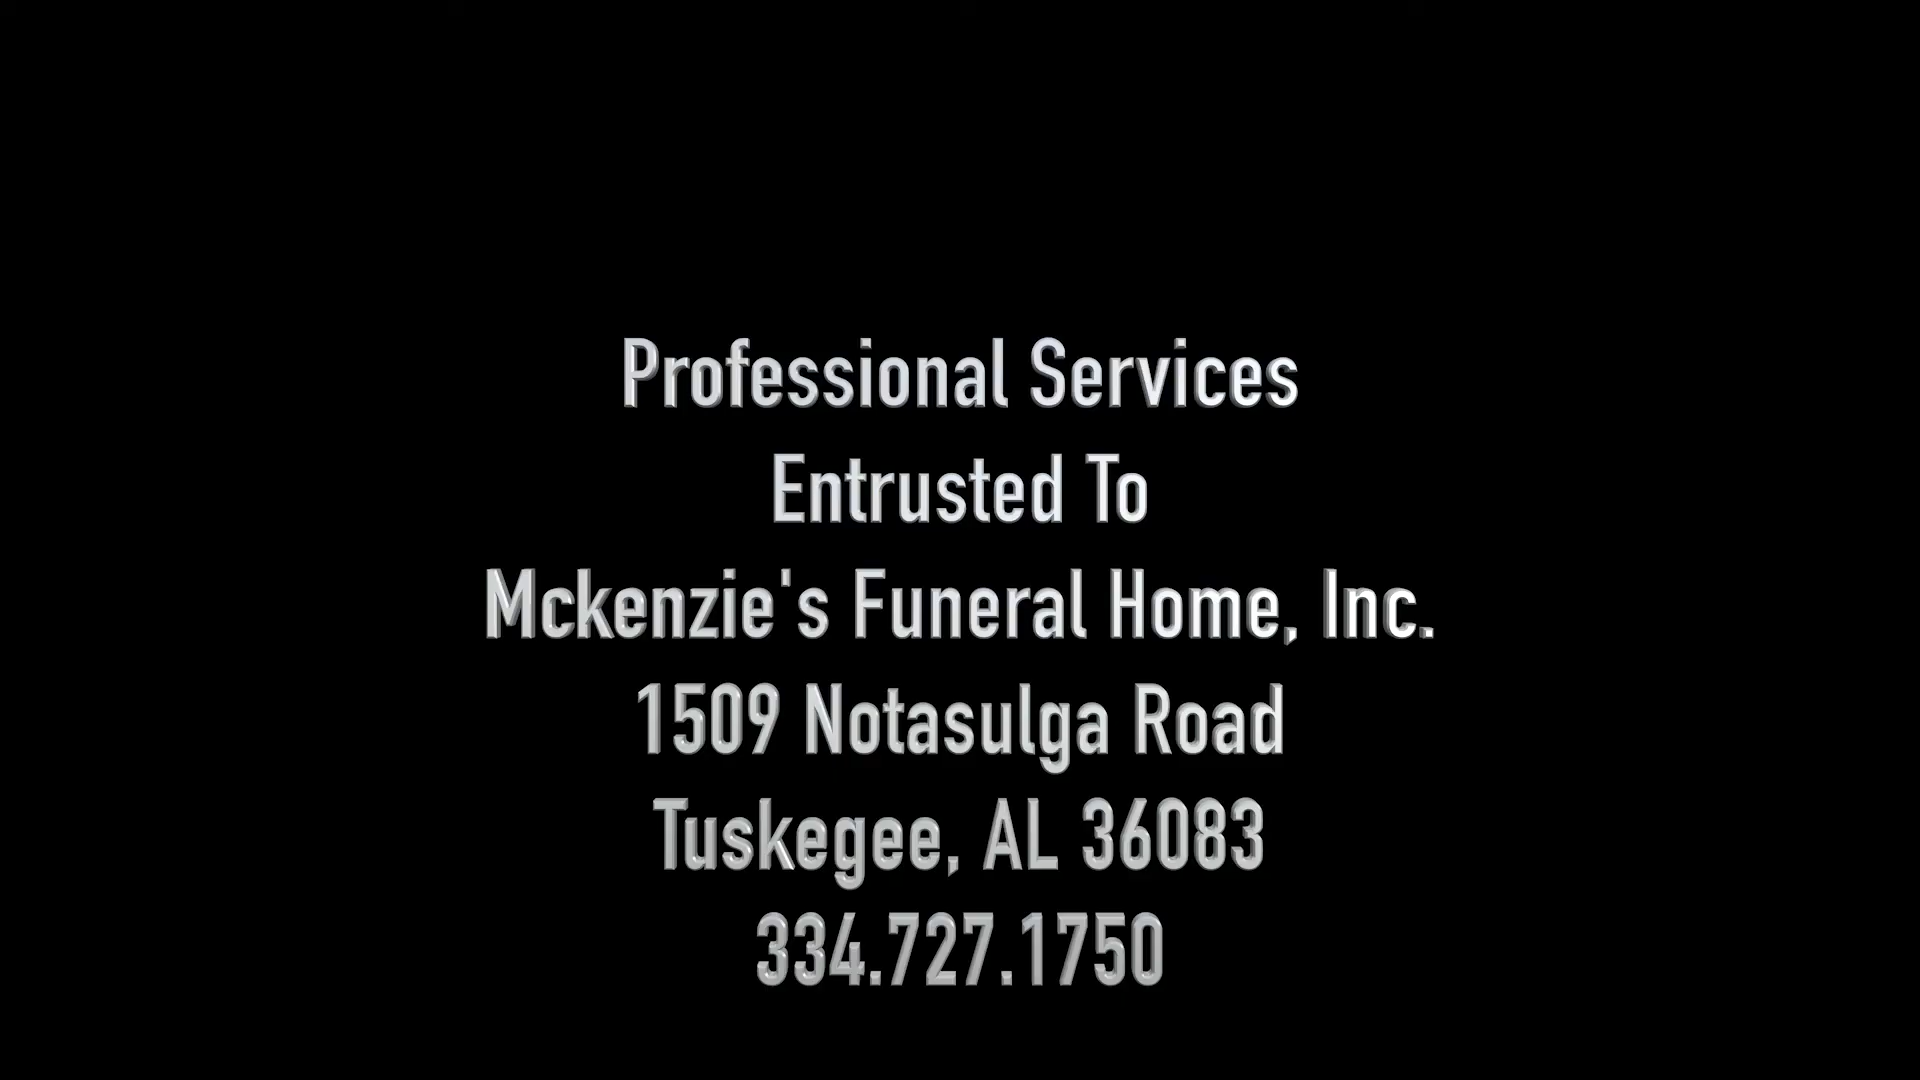 Professional Services
Entrusted To
Mckenzie's Funeral Home, Inc.
1509 Notasulga Road
Tuskegee, AL 36083
334.727.1750